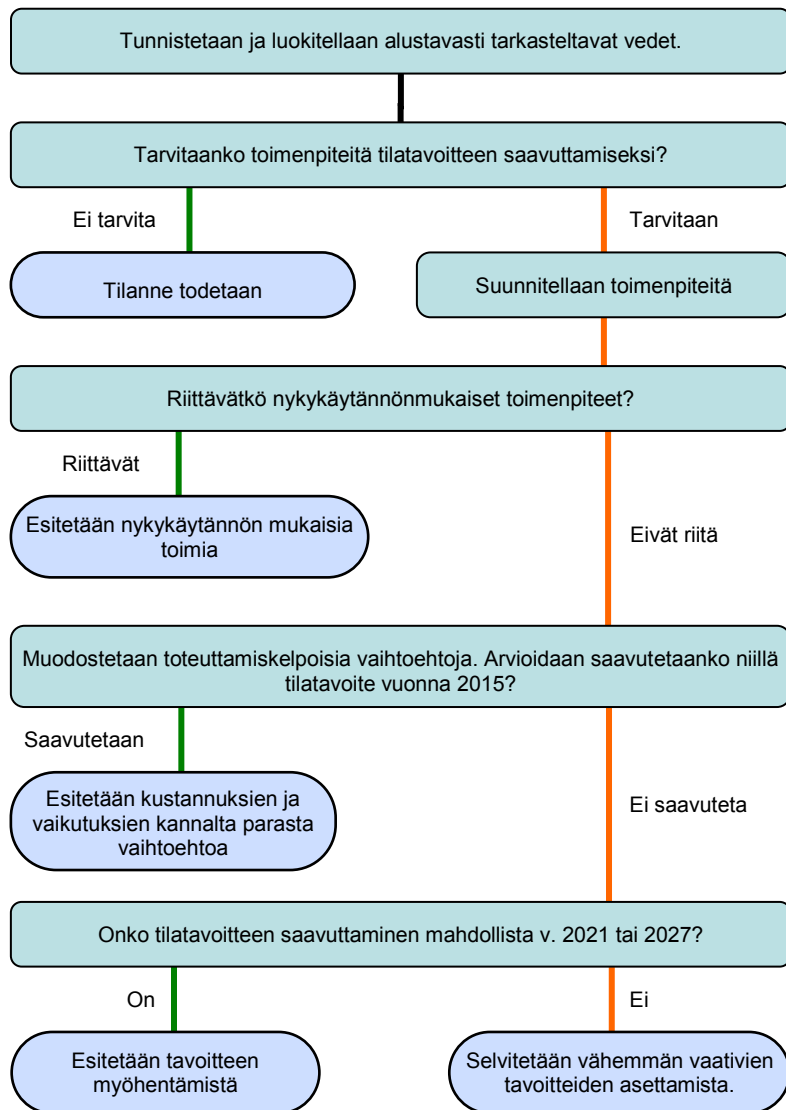 Tunnistetaan ja luokitellaan alustavasti tarkasteltavat vedet.
Tarvitaanko toimenpiteitä tilatavoitteen saavuttamiseksi?
Ei tarvita
Tarvitaan
Tilanne todetaan
Suunnitellaan toimenpiteitä
Riittävätkö nykykäytännönmukaiset toimenpiteet?
Riittävät
Esitetään nykykäytännön mukaisia
toimia
Eivät riitä
Muodostetaan toteuttamiskelpoisia vaihtoehtoja. Arvioidaan saavutetaanko niillä
tilatavoite vuonna 2015?
Saavutetaan
Esitetään kustannuksien ja
vaikutuksien kannalta parasta
vaihtoehtoa
Ei saavuteta
Onko tilatavoitteen saavuttaminen mahdollista v. 2021 tai 2027?
On
Ei
Esitetään tavoitteen
myöhentämistä
Selvitetään vähemmän vaativien
tavoitteiden asettamista.